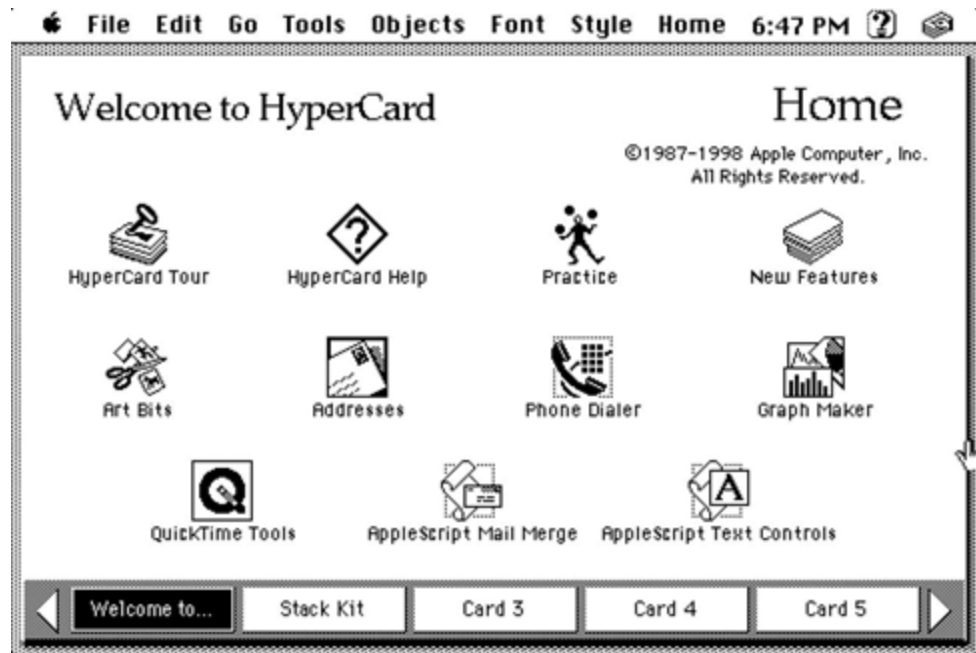 File Edit Go Tools Objects Font Style Home 6:47 PM
Welcome to HyperCard
Home
©1987-1998 Apple Computer, Inc.
All Rights Reserved.
HyperCard Tour
HyperCard Help
Practice
New Features
Art Bits
Addresses
Phone Dialer
Graph Maker
QuickTime Tools
AppleScript Mail Merge
AppleScript Text Controls
Welcome to...
Stack Kit
Card 3
Card 4
Card 5